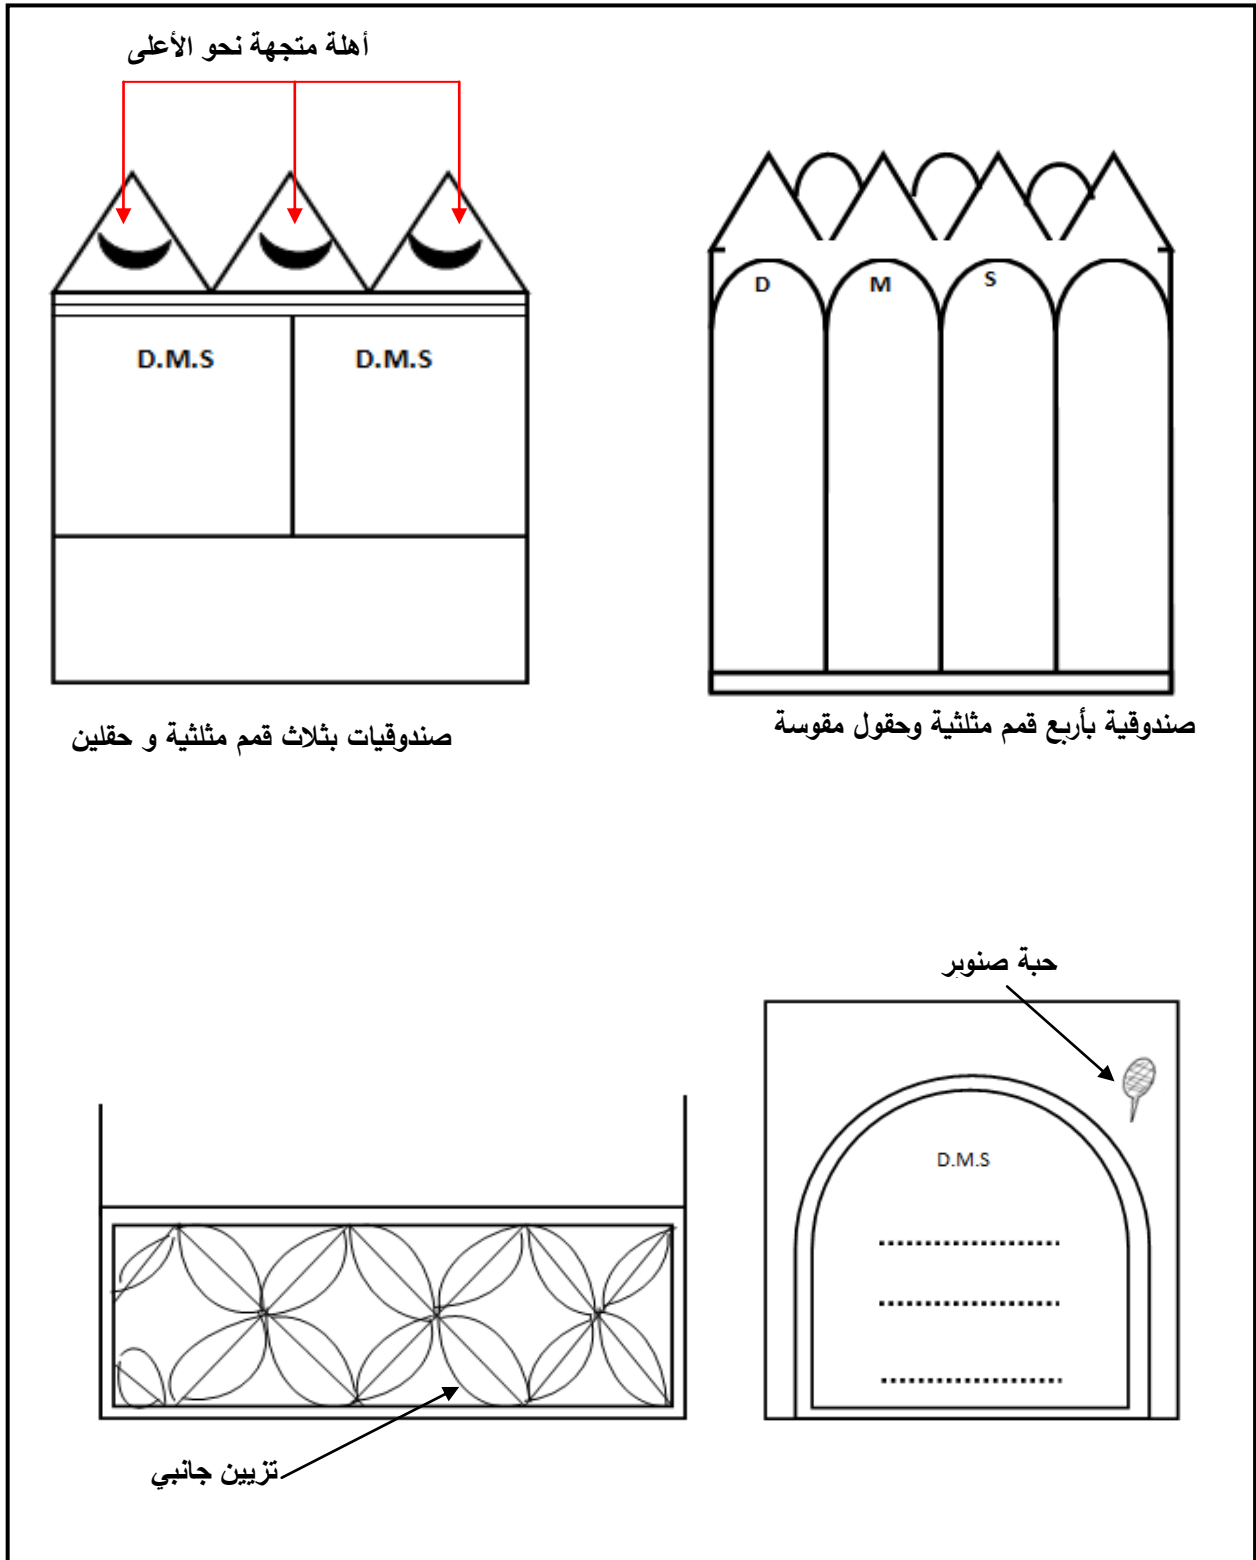 أهلة متجهة نحو الأعلى
D.M.S D.M.S
D M S
صندوقيات بثلاث قمم مثلثية و حقلين
صندوقية بأربع قمم مثلثية وحقول مقوسة
حبة صنوبر
D.M.S
تزيين جانبي